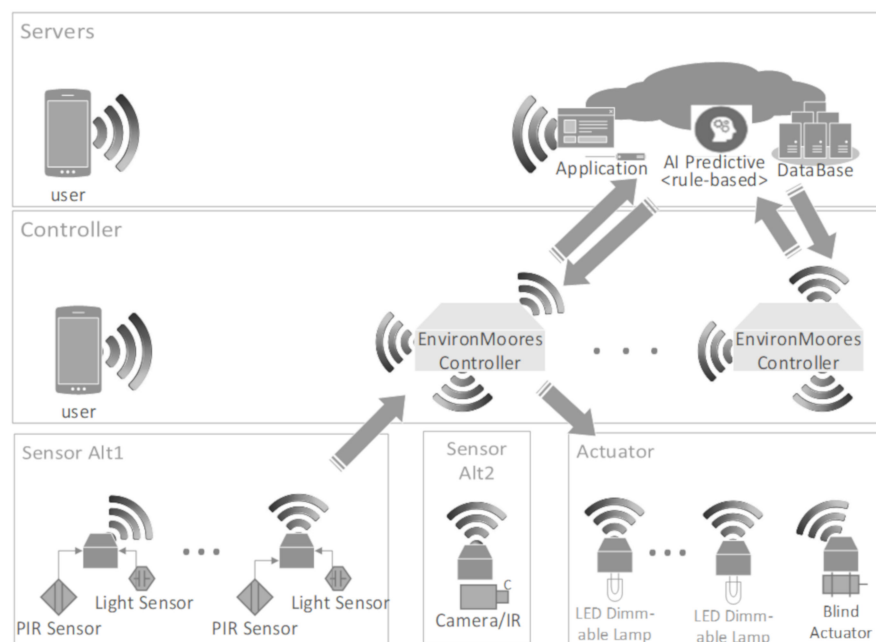 Servers
user
Application
AI Predictive
<rule-based>
DataBase
Controller
user
EnvironMoores
Controller
EnvironMoores
Controller
Sensor Alt1
PIR Sensor
Light Sensor
PIR Sensor
Light Sensor
Sensor
Alt2
C
Camera/IR
Actuator
LED Dimm-
able Lamp
LED Dimm-
able Lamp
Blind
Actuator